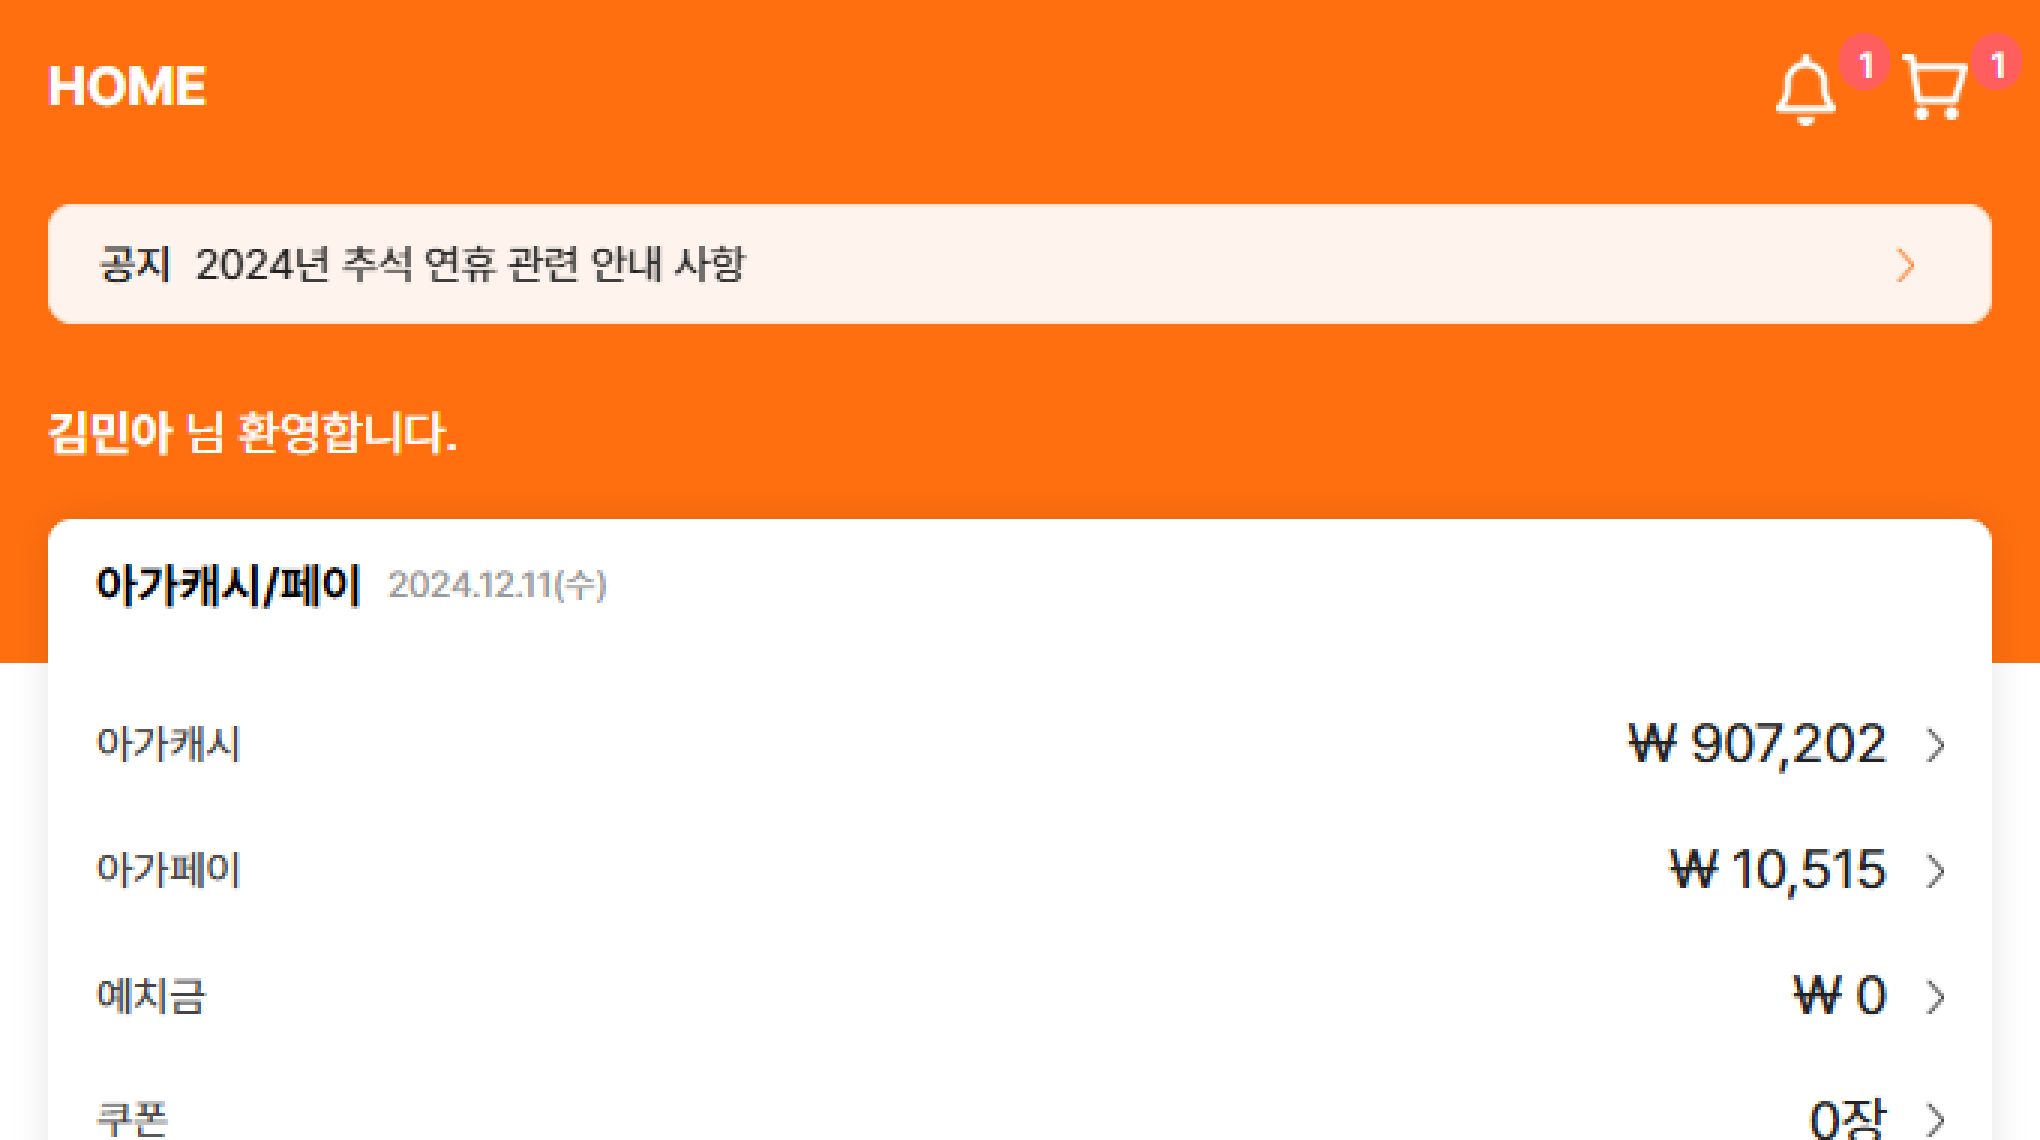 HOME 1 1
공지 2024년 추석 연휴 관련 안내 사항
김민아 님 환영합니다.
아가캐시/페이 2024.12.11(수)
아가캐시 ₩ 907,202
아가페이 ₩ 10,515
예치금 ₩ 0
쿠폰 0장